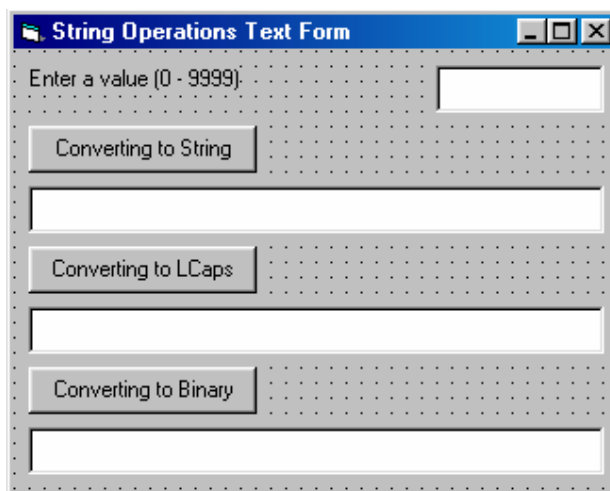 String Operations Text Form
Enter a value (0 - 9999)
Converting to String
Converting to LCaps
Converting to Binary